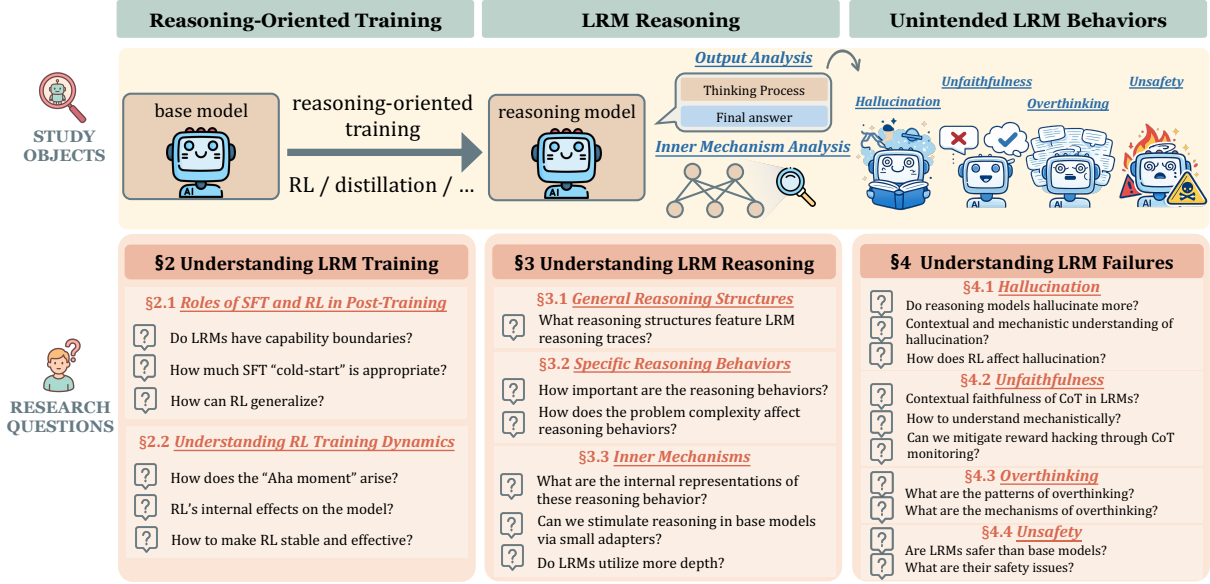 Reasoning-Oriented Training
LRM Reasoning
Unintended LRM Behaviors
STUDY
OBJECTS
base model
AI
reasoning-oriented
training
RL / distillation / ...
reasoning model
AI
Output Analysis
Thinking Process
Final answer
Inner Mechanism Analysis
Hallucination
Unfaithfulness
Overthinking
Unsafety
AI
AI
AI
RESEARCH
QUESTIONS
§2 Understanding LRM Training
§2.1 Roles of SFT and RL in Post-Training
? Do LRMs have capability boundaries?
? How much SFT “cold-start” is appropriate?
? How can RL generalize?
§2.2 Understanding RL Training Dynamics
? How does the “Aha moment” arise?
? RL’s internal effects on the model?
? How to make RL stable and effective?
§3 Understanding LRM Reasoning
§3.1 General Reasoning Structures
? What reasoning structures feature LRM
reasoning traces?
§3.2 Specific Reasoning Behaviors
? How important are the reasoning behaviors?
? How does the problem complexity affect
reasoning behaviors?
§3.3 Inner Mechanisms
? What are the internal representations of
these reasoning behavior?
? Can we stimulate reasoning in base models
via small adapters?
? Do LRMs utilize more depth?
§4 Understanding LRM Failures
§4.1 Hallucination
? Do reasoning models hallucinate more?
? Contextual and mechanistic understanding of
hallucination?
? How does RL affect hallucination?
§4.2 Unfaithfulness
? Contextual faithfulness of CoT in LRMs?
? How to understand mechanistically?
? Can we mitigate reward hacking through CoT
monitoring?
§4.3 Overthinking
? What are the patterns of overthinking?
? What are the mechanisms of overthinking?
§4.4 Unsafety
? Are LRMs safer than base models?
? What are their safety issues?